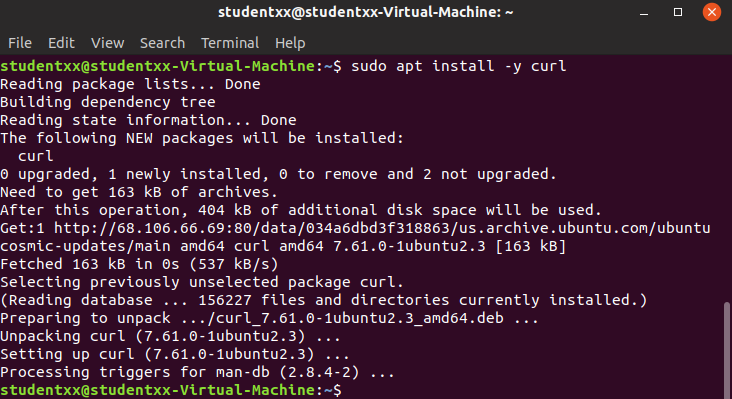 studentxx@studentxx-Virtual-Machine: ~
File Edit View Search Terminal Help
studentxx@studentxx-Virtual-Machine:~$ sudo apt install -y curl
Reading package lists... Done
Building dependency tree
Reading state information... Done
The following NEW packages will be installed:
  curl
0 upgraded, 1 newly installed, 0 to remove and 2 not upgraded.
Need to get 163 kB of archives.
After this operation, 404 kB of additional disk space will be used.
Get:1 http://68.106.66.69:80/data/034a6dbd3f318863/us.archive.ubuntu.com/ubuntu
cosmic-updates/main amd64 curl amd64 7.61.0-1ubuntu2.3 [163 kB]
Fetched 163 kB in 0s (537 kB/s)
Selecting previously unselected package curl.
(Reading database ... 156227 files and directories currently installed.)
Preparing to unpack .../curl_7.61.0-1ubuntu2.3_amd64.deb ...
Unpacking curl (7.61.0-1ubuntu2.3) ...
Setting up curl (7.61.0-1ubuntu2.3) ...
Processing triggers for man-db (2.8.4-2) ...
studentxx@studentxx-Virtual-Machine:~$